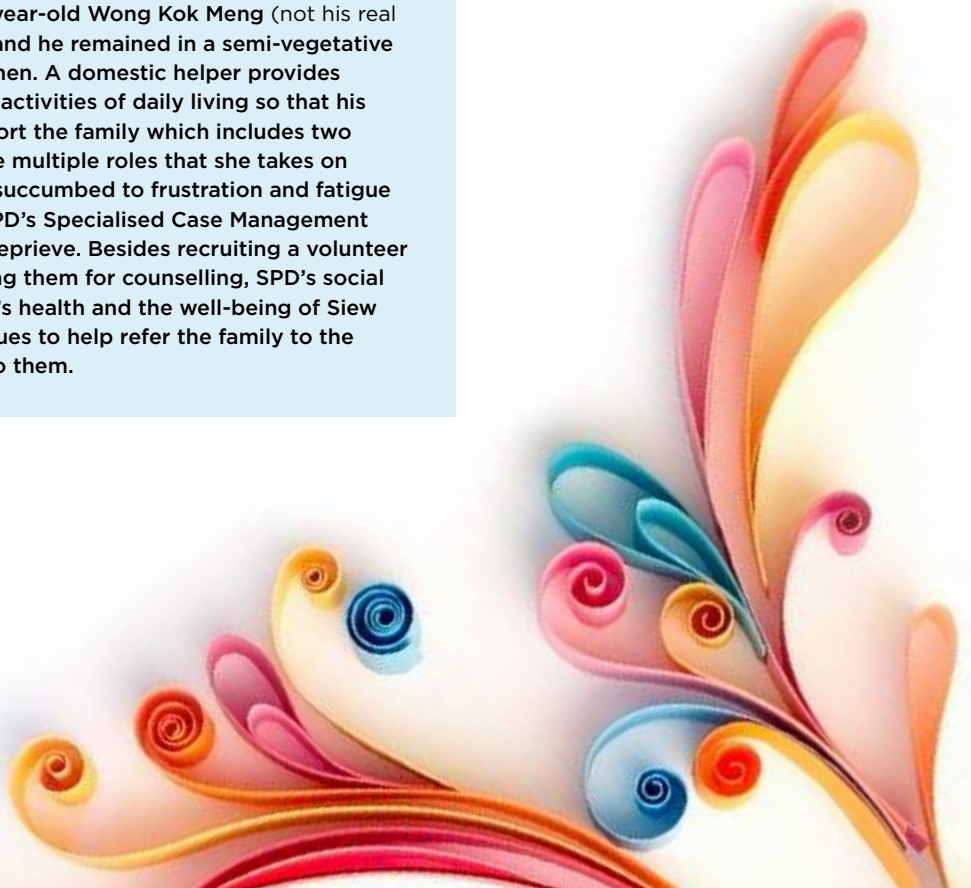 year-old Wong Kok Meng (not his real
and he remained in a semi-vegetative
hen. A domestic helper provides
activities of daily living so that his
ort the family which includes two
e multiple roles that she takes on
succumbed to frustration and fatigue
PD’s Specialised Case Management
eprieve. Besides recruiting a volunteer
ng them for counselling, SPD’s social
’s health and the well-being of Siew
ues to help refer the family to the
o them.